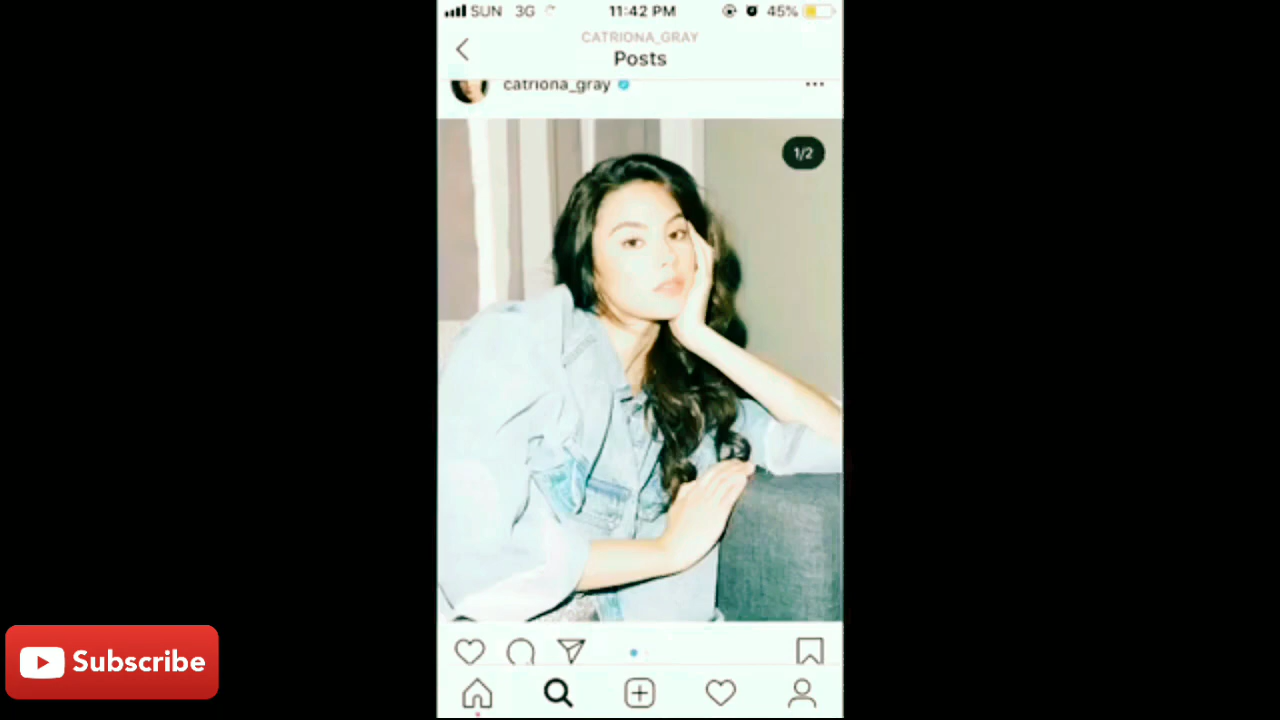 SUN 3G 11:42 PM 45%
CATRIONA_GRAY
Posts
catriona_gray
1/2
Subscribe